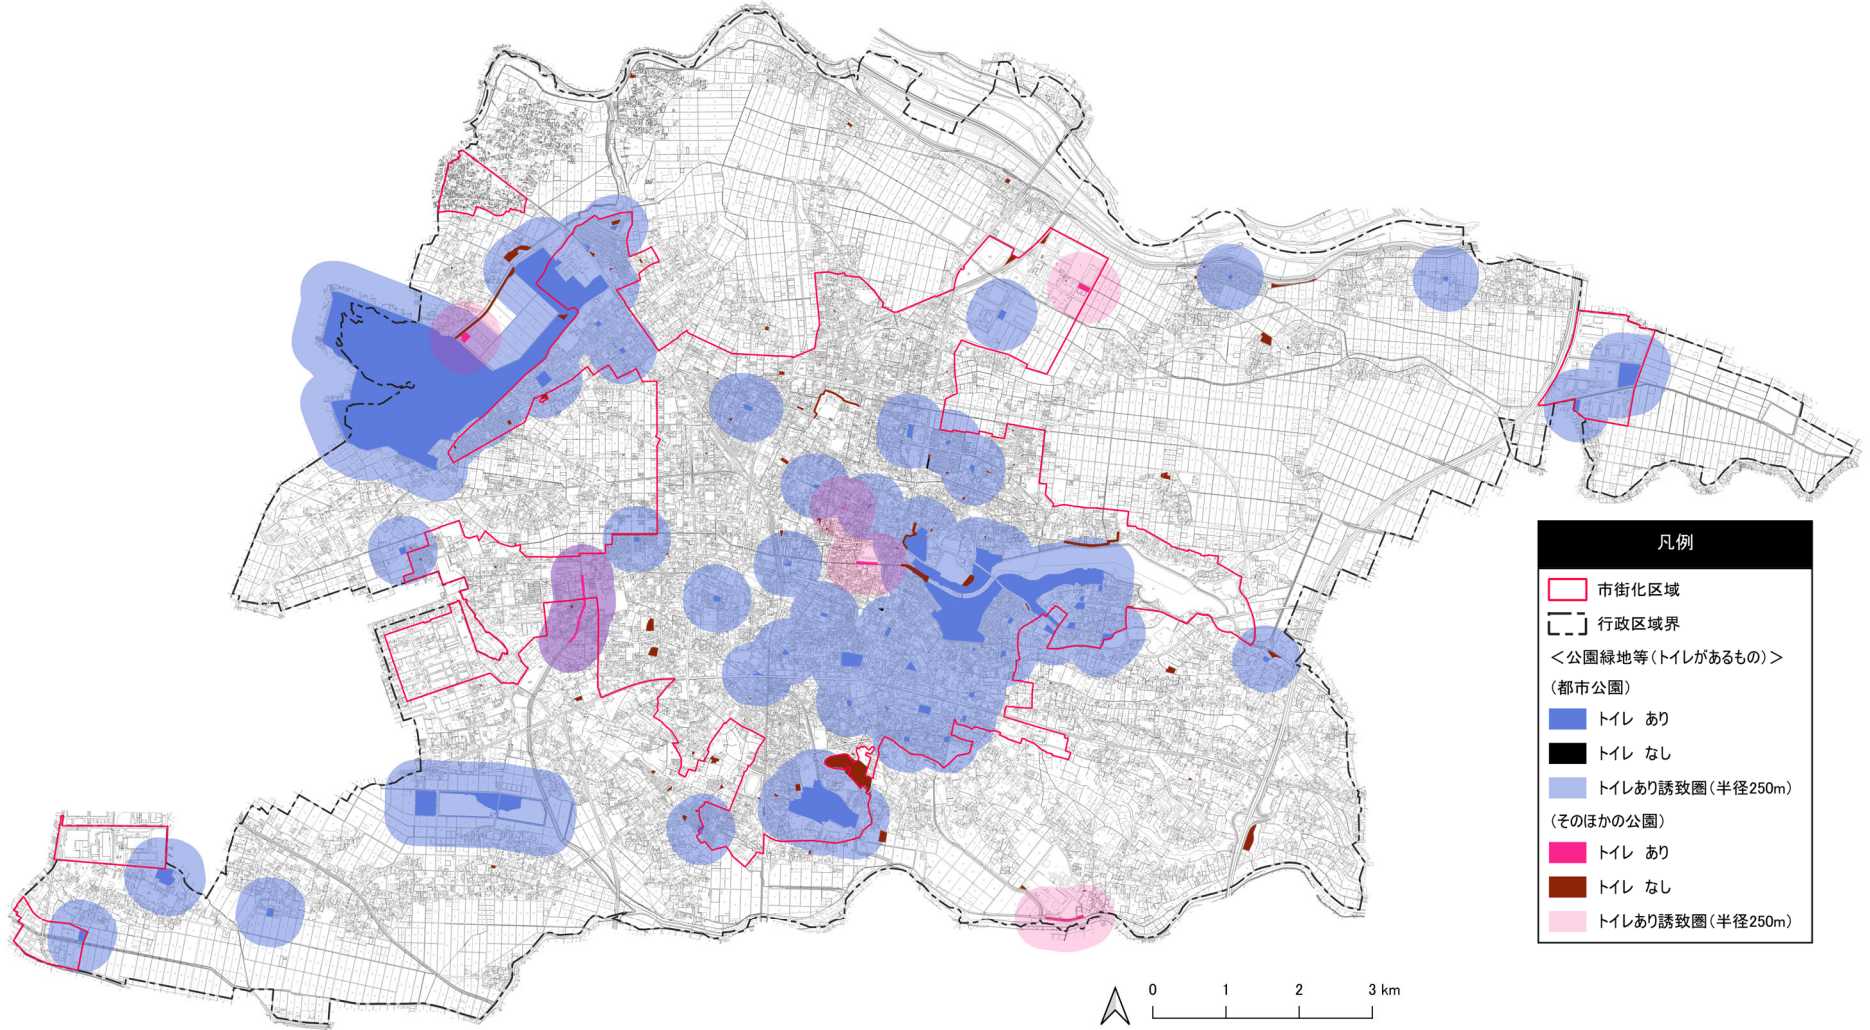 凡例
市街化区域
行政区域界
＜公園緑地等（トイレがあるもの）＞
（都市公園）
トイレ あり
トイレ なし
トイレあり誘致圏（半径250m）
（そのほかの公園）
トイレ あり
トイレ なし
トイレあり誘致圏（半径250m）
0 1 2 3 km